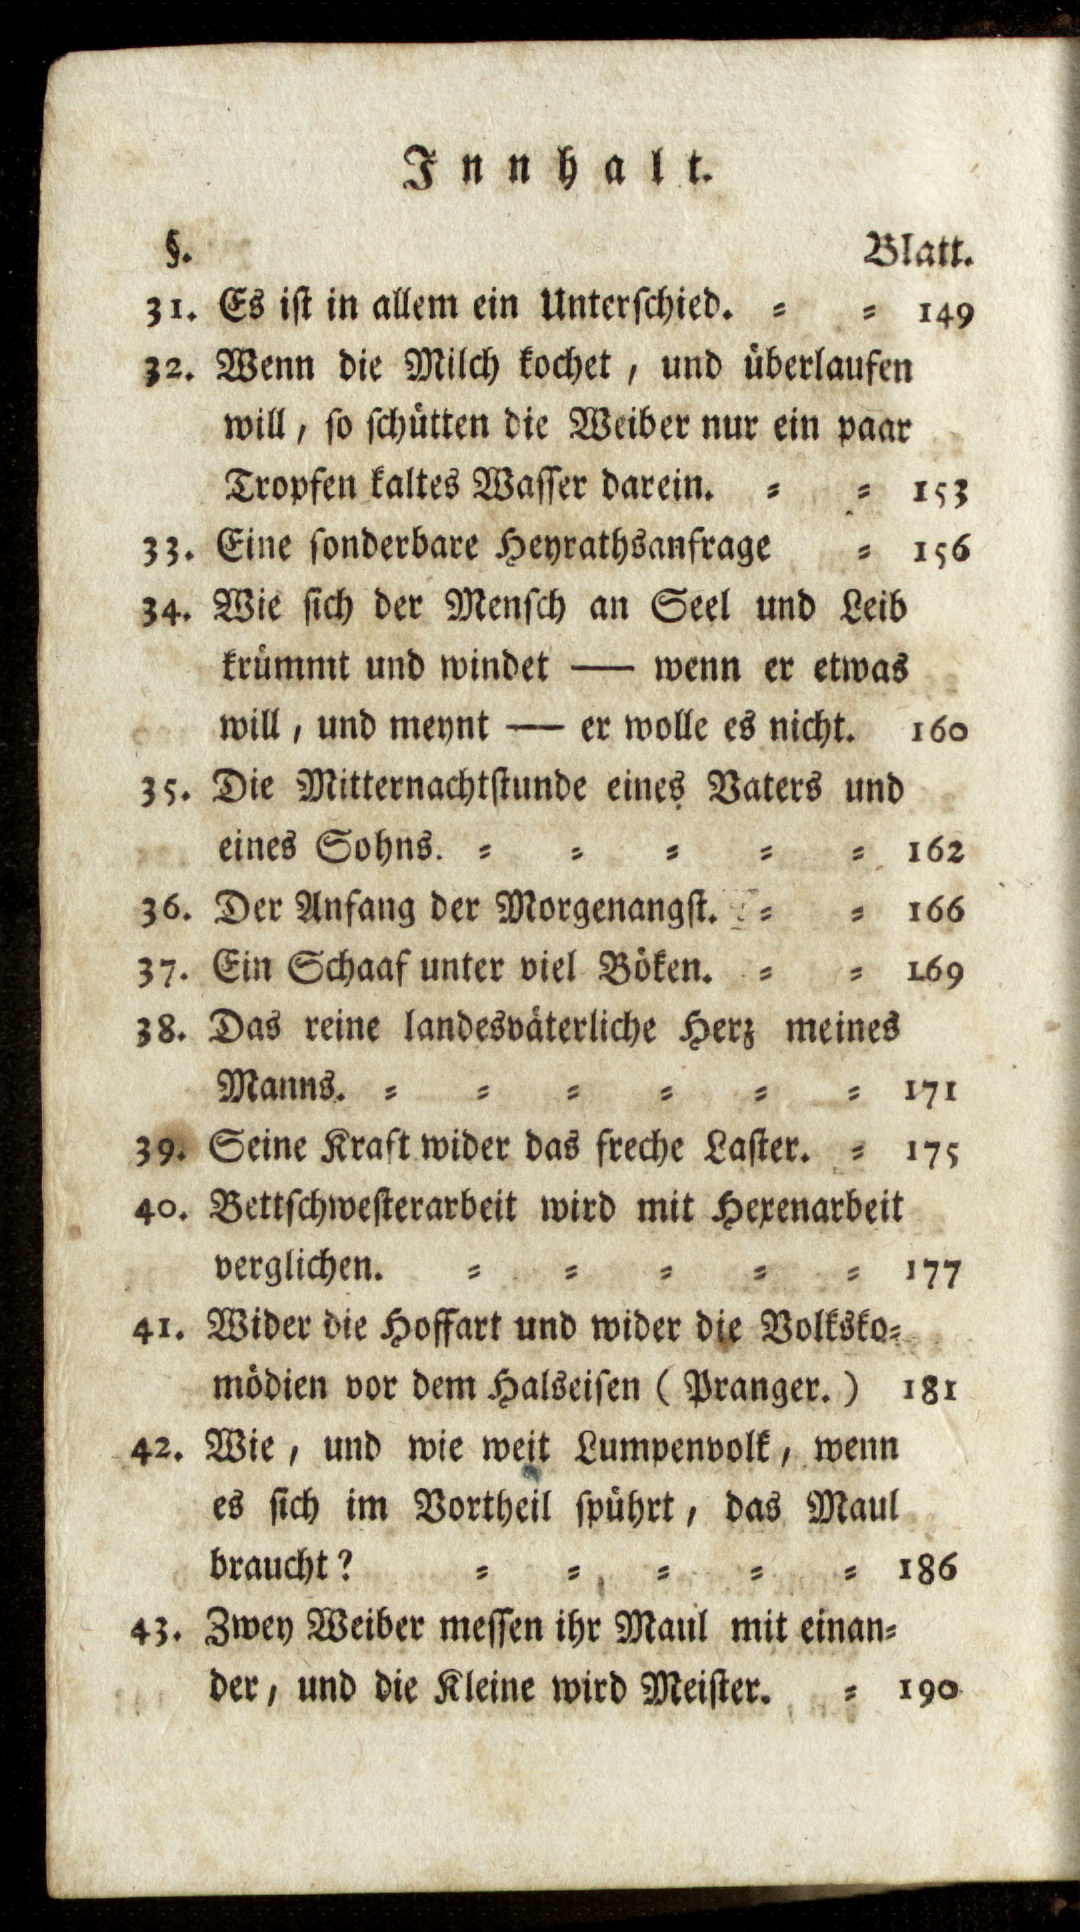 Innhalt.
§. Blatt.
31. Es ist in allem ein Unterschied. = = 149
32. Wenn die Milch kochet, und überlaufen
will, so schütten die Weiber nur ein paar
Tropfen kaltes Wasser darein. = = 153
33. Eine sonderbare Heyrathsanfrage = 156
34. Wie sich der Mensch an Seel und Leib
krümmt und windet — wenn er etwas
will, und meynt — er wolle es nicht. 160
35. Die Mitternachtstunde eines Vaters und
eines Sohns. = = = = = 162
36. Der Anfang der Morgenangst. = = 166
37. Ein Schaaf unter viel Böken. = = 169
38. Das reine landesväterliche Herz meines
Manns. = = = = = = 171
39. Seine Kraft wider das freche Laster. = 175
40. Bettschwesterarbeit wird mit Hexenarbeit
verglichen. = = = = = 177
41. Wider die Hoffart und wider die Volksko=
mödien vor dem Halseisen (Pranger.) 181
42. Wie, und wie weit Lumpenvolk, wenn
es sich im Vortheil spührt, das Maul
braucht? = = = = = 186
43. Zwey Weiber messen ihr Maul mit einan=
der, und die Kleine wird Meister. = 190